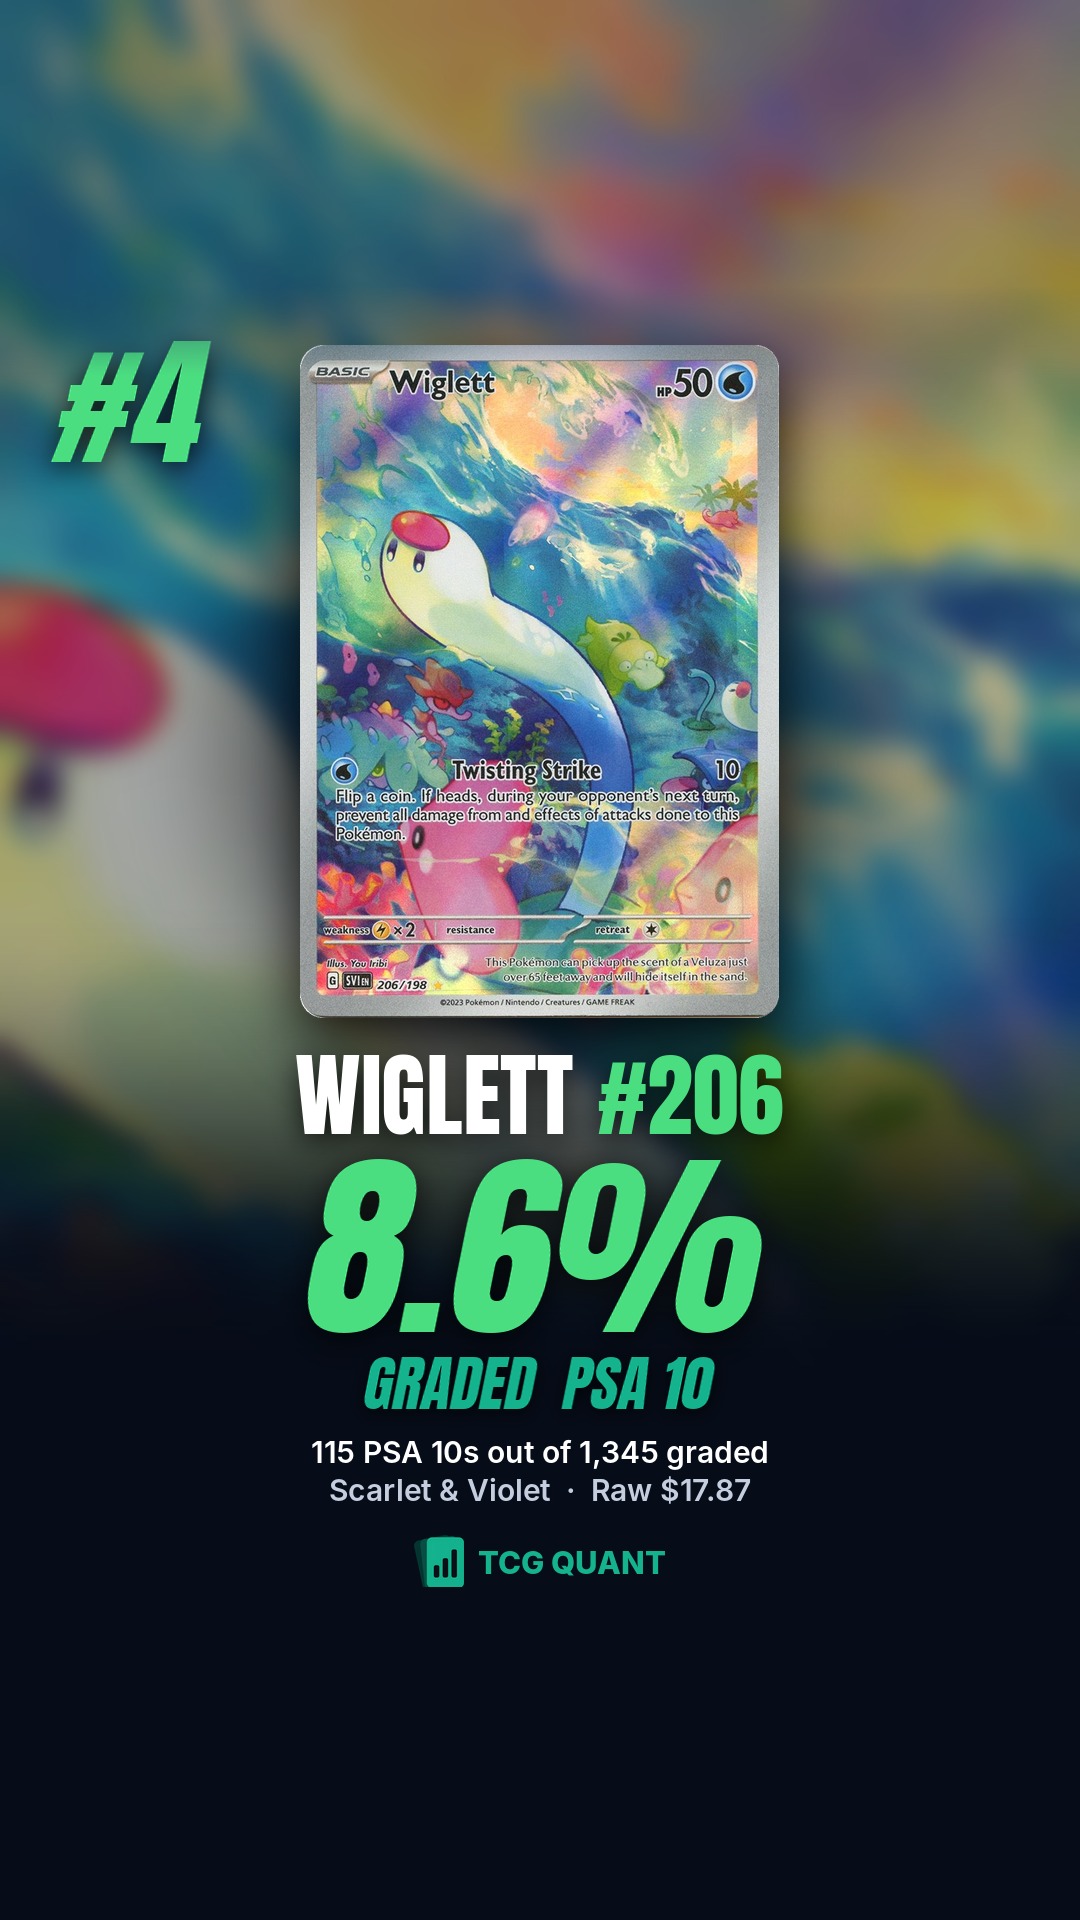 #4
BASIC Wiglett HP 50
Twisting Strike 10
Flip a coin. If heads, during your opponent's next turn,
prevent all damage from and effects of attacks done to this
Pokémon.
weakness ×2 resistance retreat
Illus. You Iribi
This Pokémon can pick up the scent of a Veluza just
over 65 feet away and will hide itself in the sand.
G SVI EN 206/198
©2023 Pokémon / Nintendo / Creatures / GAME FREAK
WIGLETT #206
8.6%
GRADED PSA 10
115 PSA 10s out of 1,345 graded
Scarlet & Violet · Raw $17.87
TCG QUANT